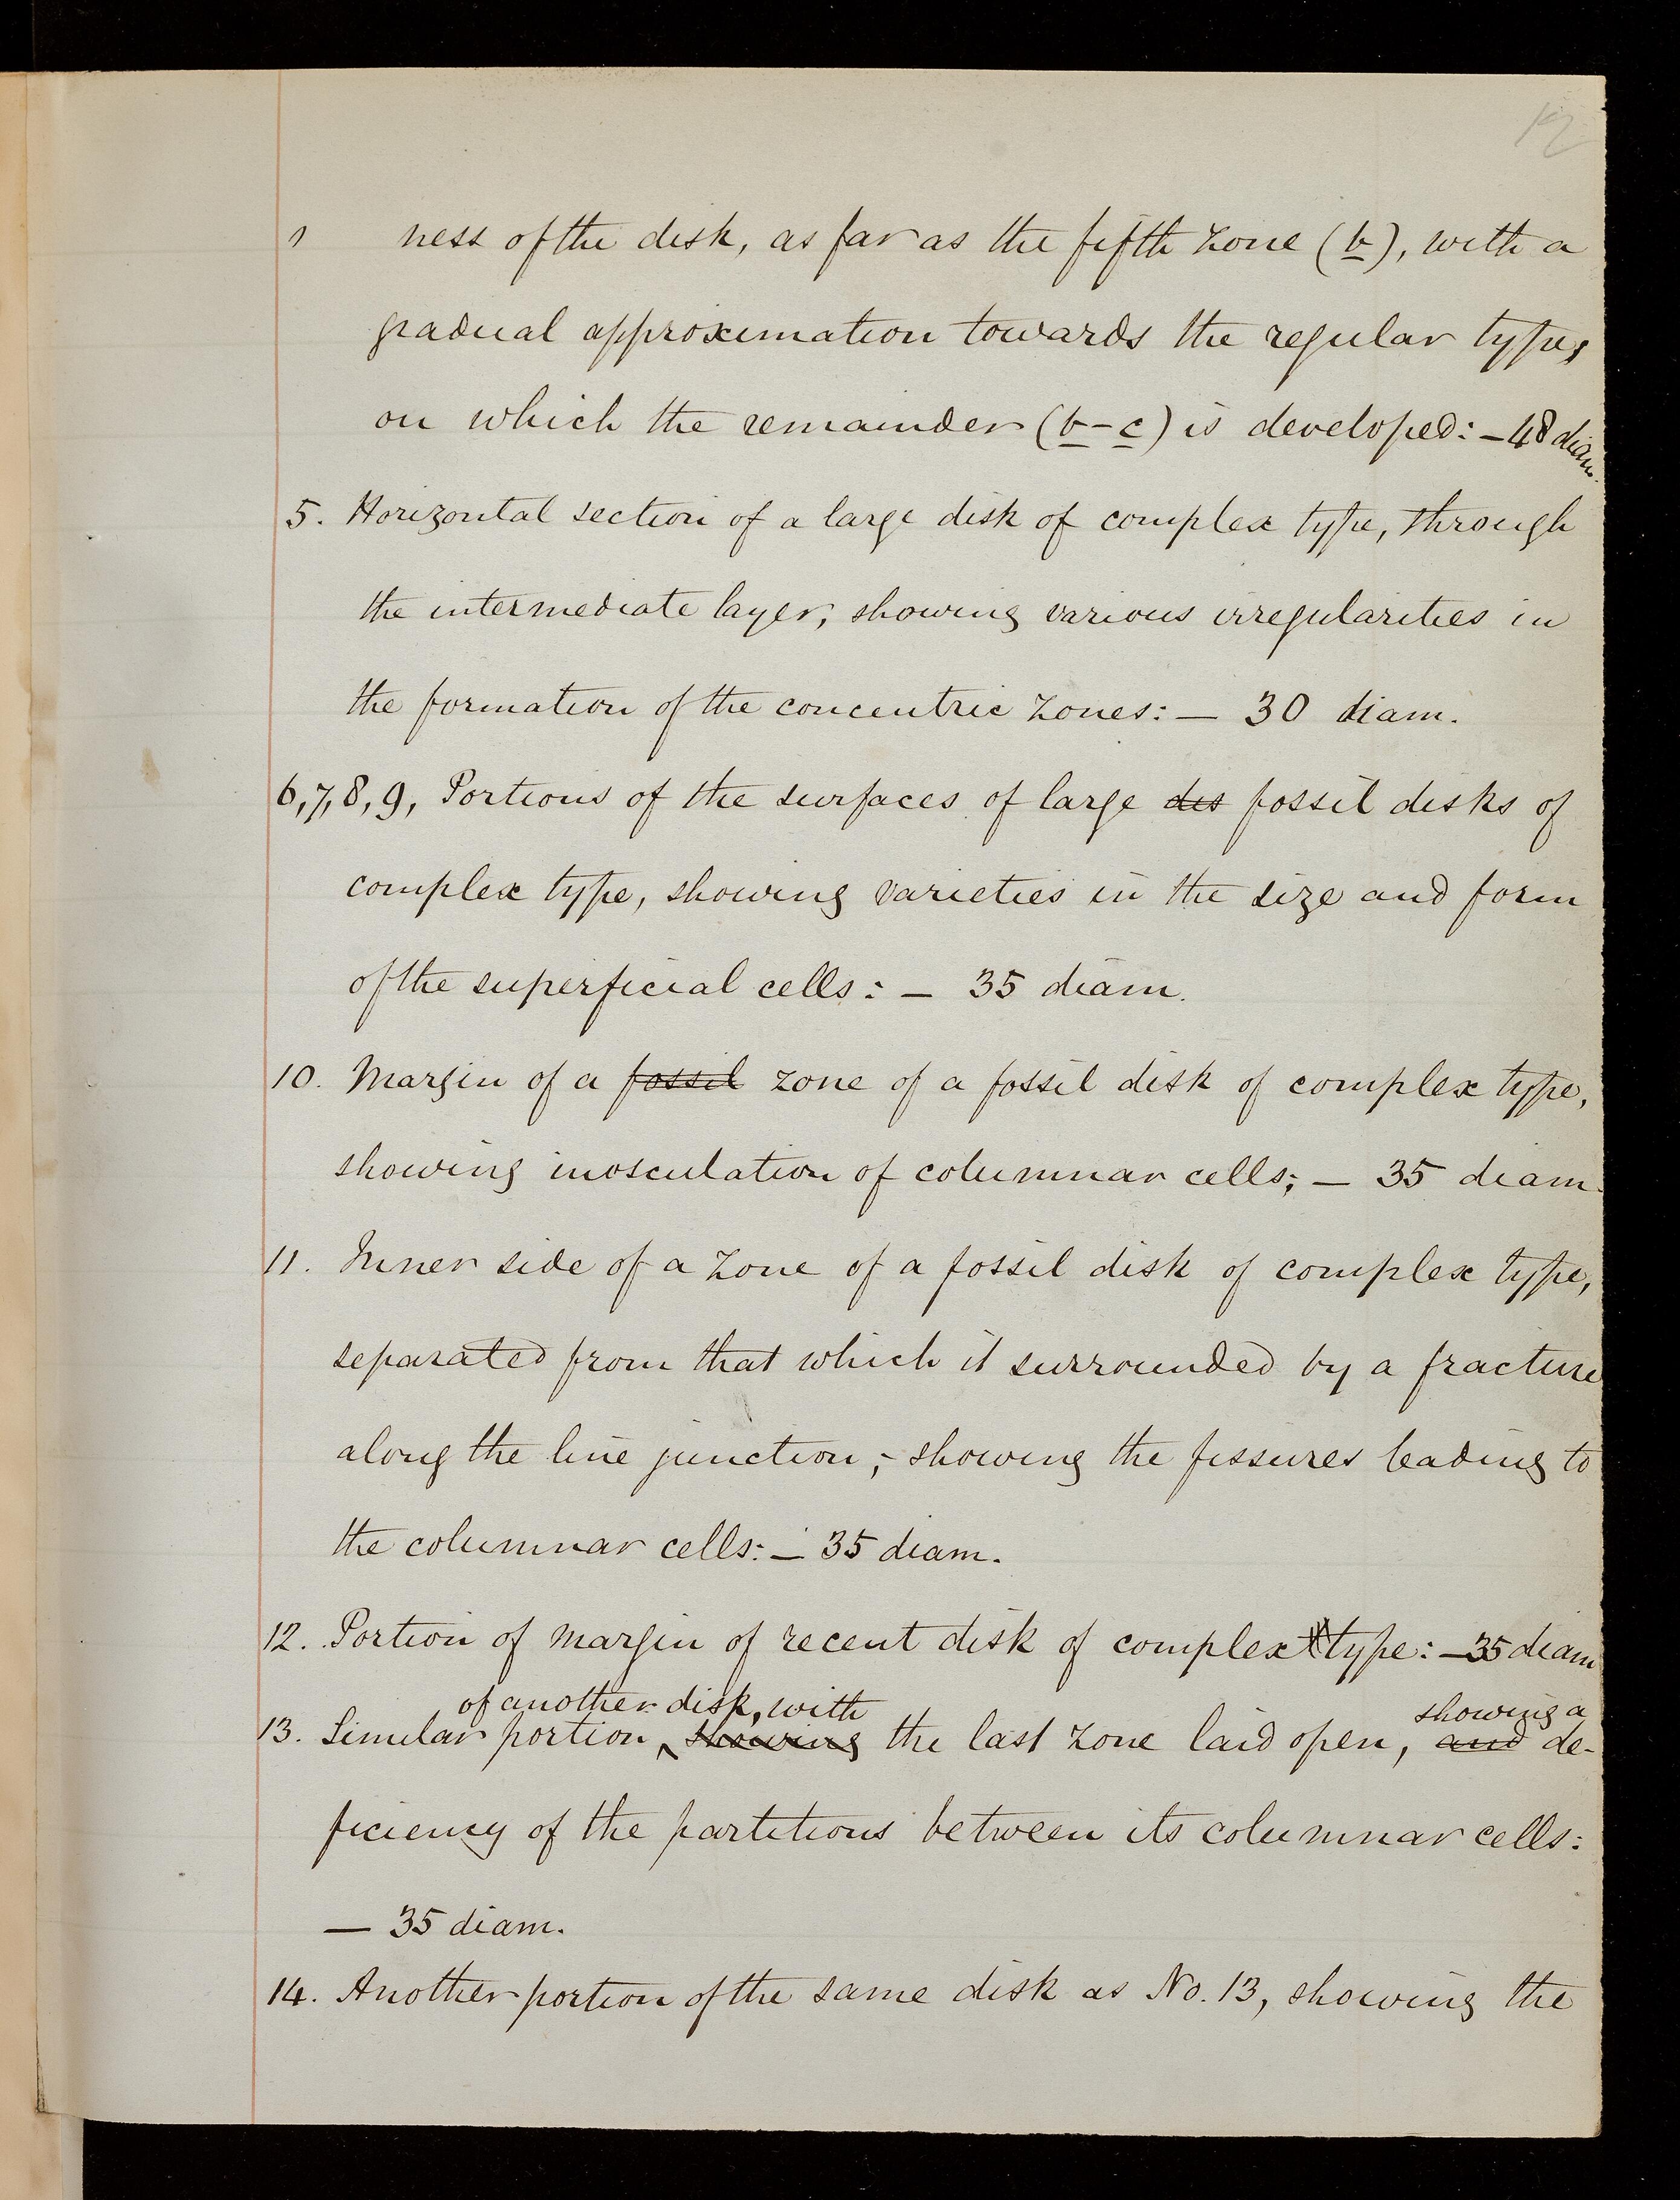 12
ness of the disk, as far as the fifth zone (b), with a
gradual approximation towards the regular type,
on which the remainder (b-c) is developed: — 48 diam.
5. Horizontal section of a large disk of complex type, through
the intermediate layer, showing various irregularities in
the formation of the concentric zones: — 30 diam.
6, 7, 8, 9, Portions of the surfaces of large dis fossil disks of
complex type, showing varieties in the size and form
of the superficial cells: — 35 diam.
10. Margin of a fossil zone of a fossil disk of complex type,
showing inosculation of columnar cells; — 35 diam.
11. Inner side of a zone of a fossil disk of complex type,
separated from that which it surrounded by a fracture
along the line junction; - showing the fissures leading to
the columnar cells: — 35 diam.
12. Portion of margin of recent disk of complex type: — 35 diam
of another disk, with showing a
13. Similar portion, showing the last zone laid open, and de-
ficiency of the partitions between its columnar cells:
— 35 diam.
14. Another portion of the same disk as No. 13, showing the